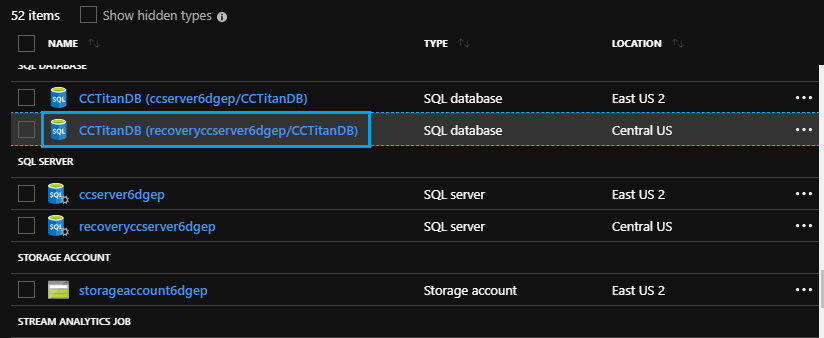 52 items Show hidden types
NAME TYPE LOCATION
SQL DATABASE
CCTitanDB (ccserver6dgep/CCTitanDB) SQL database East US 2 •••
CCTitanDB (recoveryccserver6dgep/CCTitanDB) SQL database Central US •••
SQL SERVER
ccserver6dgep SQL server East US 2 •••
recoveryccserver6dgep SQL server Central US •••
STORAGE ACCOUNT
storageaccount6dgep Storage account East US 2 •••
STREAM ANALYTICS JOB